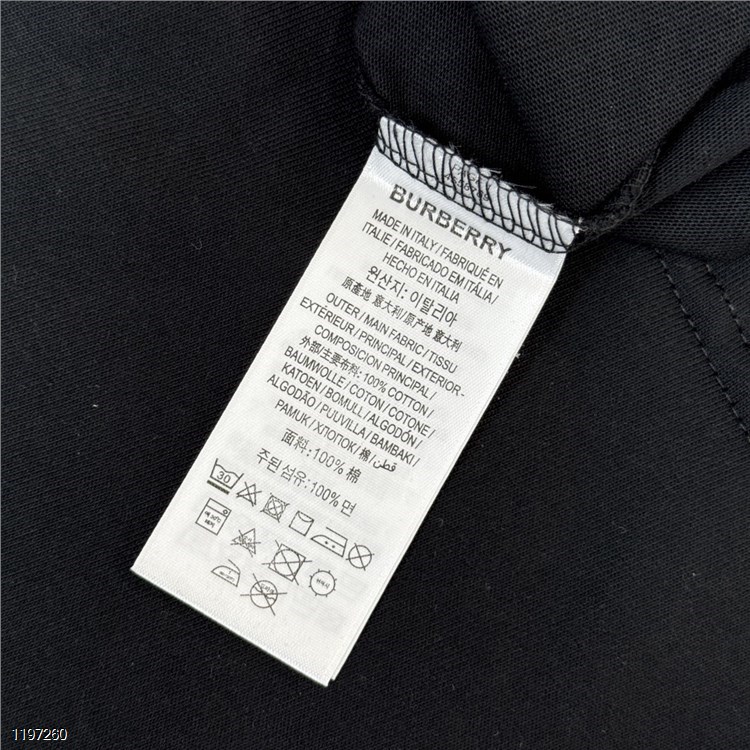 BURBERRY
MADE IN ITALY / FABRIQUÉ EN
ITALIE / FABRICADO EM ITÁLIA /
HECHO EN ITALIA
원산지: 이탈리아
原產地 意大利 / 原产地 意大利
OUTER / MAIN FABRIC / TISSU
EXTÉRIEUR / PRINCIPAL / EXTERIOR -
COMPOSICION PRINCIPAL /
外部/主要布料: 100% COTTON /
BAUMWOLLE / COTON / COTONE /
KATOEN / BOMULL / ALGODÓN /
ALGODÃO / PUUVILLA / BAMBAKI /
PAMUK / ХЛОПОК / 棉 / قطن
面料: 100% 棉
주된 섬유: 100% 면
30
1197260